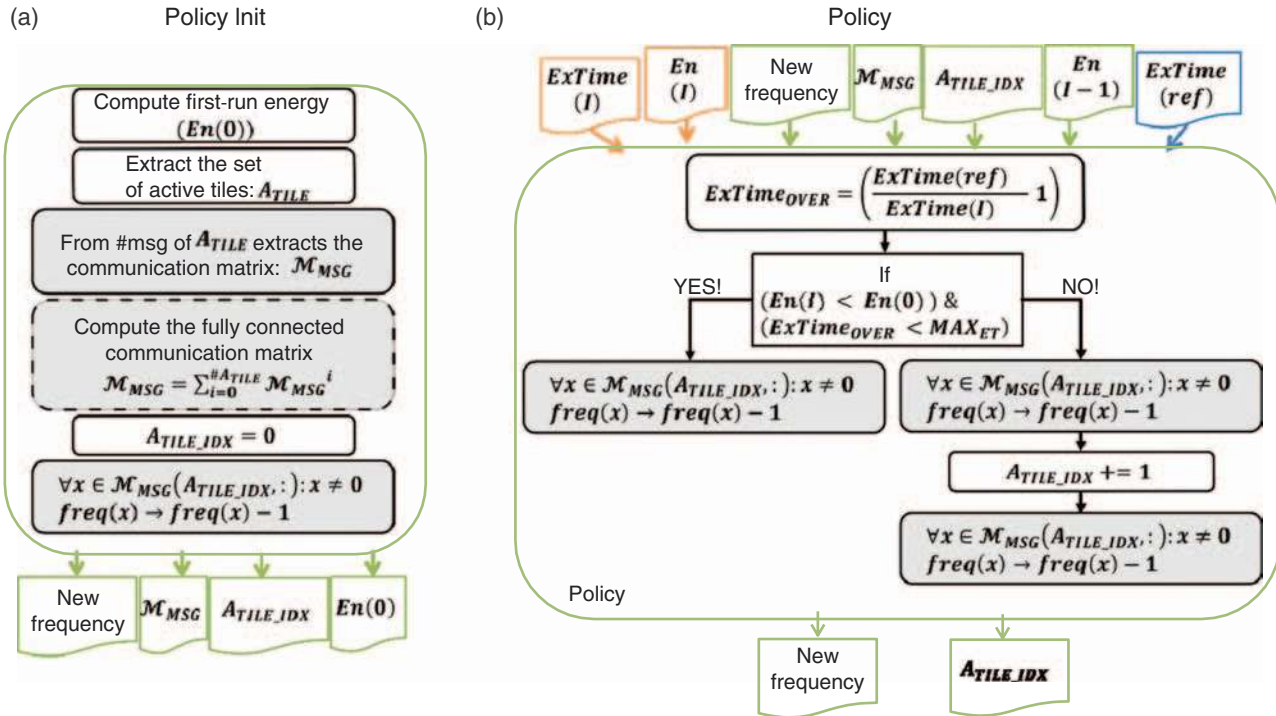 (a) Policy Init
Compute first-run energy
(En(0))
Extract the set
of active tiles: A_TILE
From #msg of A_TILE extracts the
communication matrix: M_MSG
Compute the fully connected
communication matrix
M_MSG = ∑_{i=0}^{#A_TILE} M_MSG^i
A_TILE_IDX = 0
∀x ∈ M_MSG(A_TILE_IDX, :): x ≠ 0
freq(x) → freq(x) − 1
New
frequency
M_MSG
A_TILE_IDX
En(0)
(b) Policy
ExTime
(I)
En
(I)
New
frequency
M_MSG
A_TILE_IDX
En
(I − 1)
ExTime
(ref)
ExTime_OVER = (ExTime(ref) / ExTime(I) - 1)
If
(En(I) < En(0)) &
(ExTime_OVER < MAX_ET)
YES!
NO!
∀x ∈ M_MSG(A_TILE_IDX, :): x ≠ 0
freq(x) → freq(x) − 1
∀x ∈ M_MSG(A_TILE_IDX, :): x ≠ 0
freq(x) → freq(x) − 1
A_TILE_IDX += 1
∀x ∈ M_MSG(A_TILE_IDX, :): x ≠ 0
freq(x) → freq(x) − 1
Policy
New
frequency
A_TILE_IDX